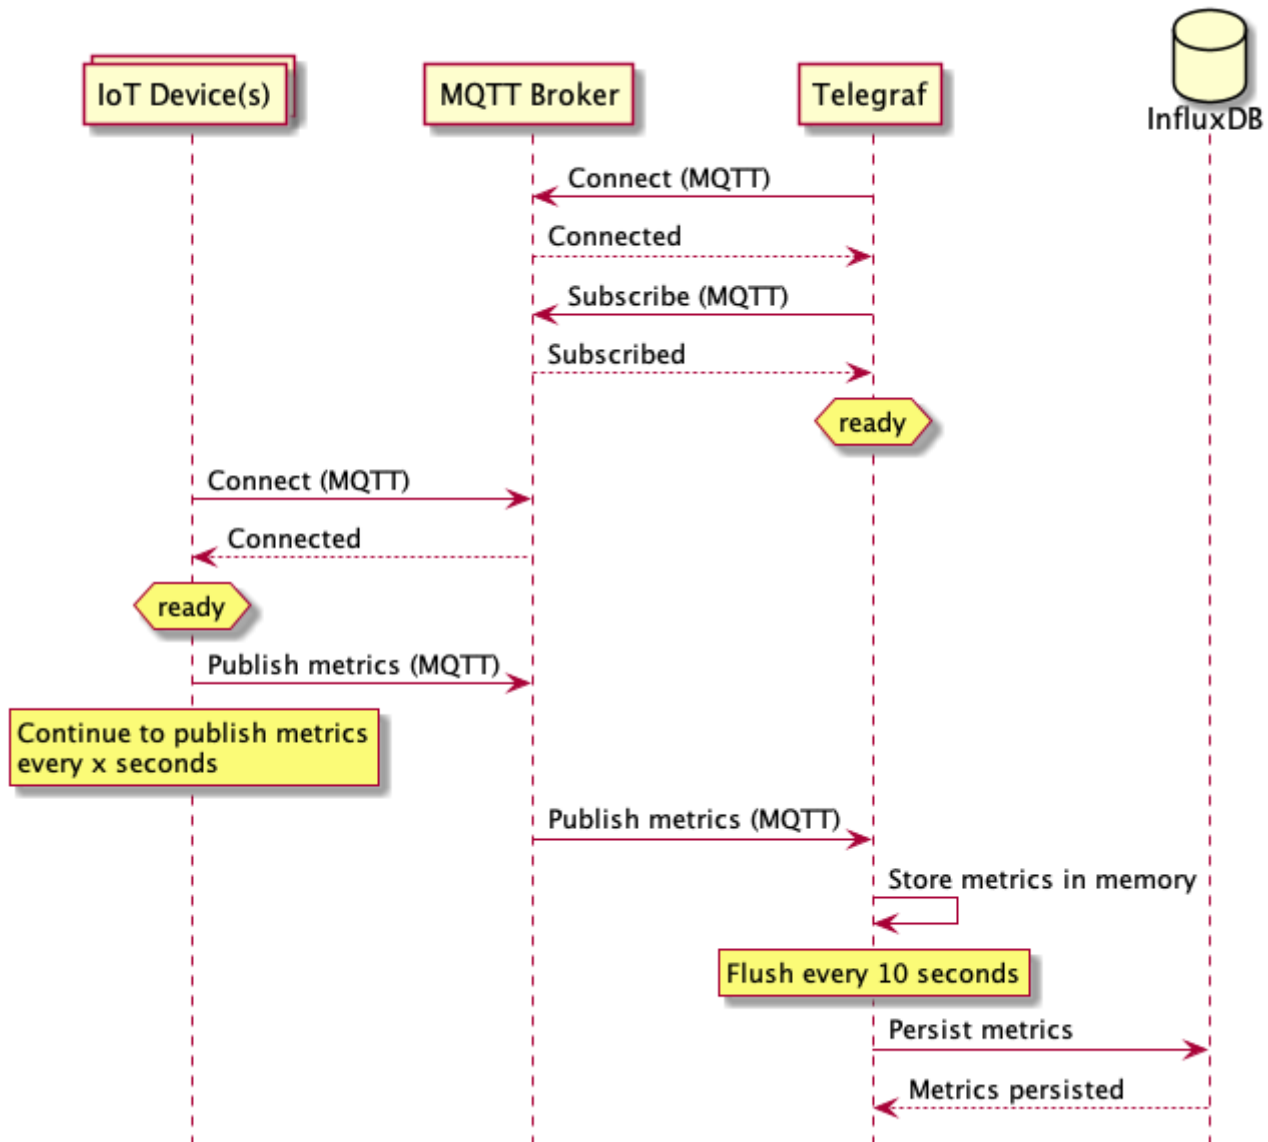 IoT Device(s)
MQTT Broker
Telegraf
InfluxDB
Connect (MQTT)
Connected
Subscribe (MQTT)
Subscribed
ready
Connect (MQTT)
Connected
ready
Publish metrics (MQTT)
Continue to publish metrics
every x seconds
Publish metrics (MQTT)
Store metrics in memory
Flush every 10 seconds
Persist metrics
Metrics persisted